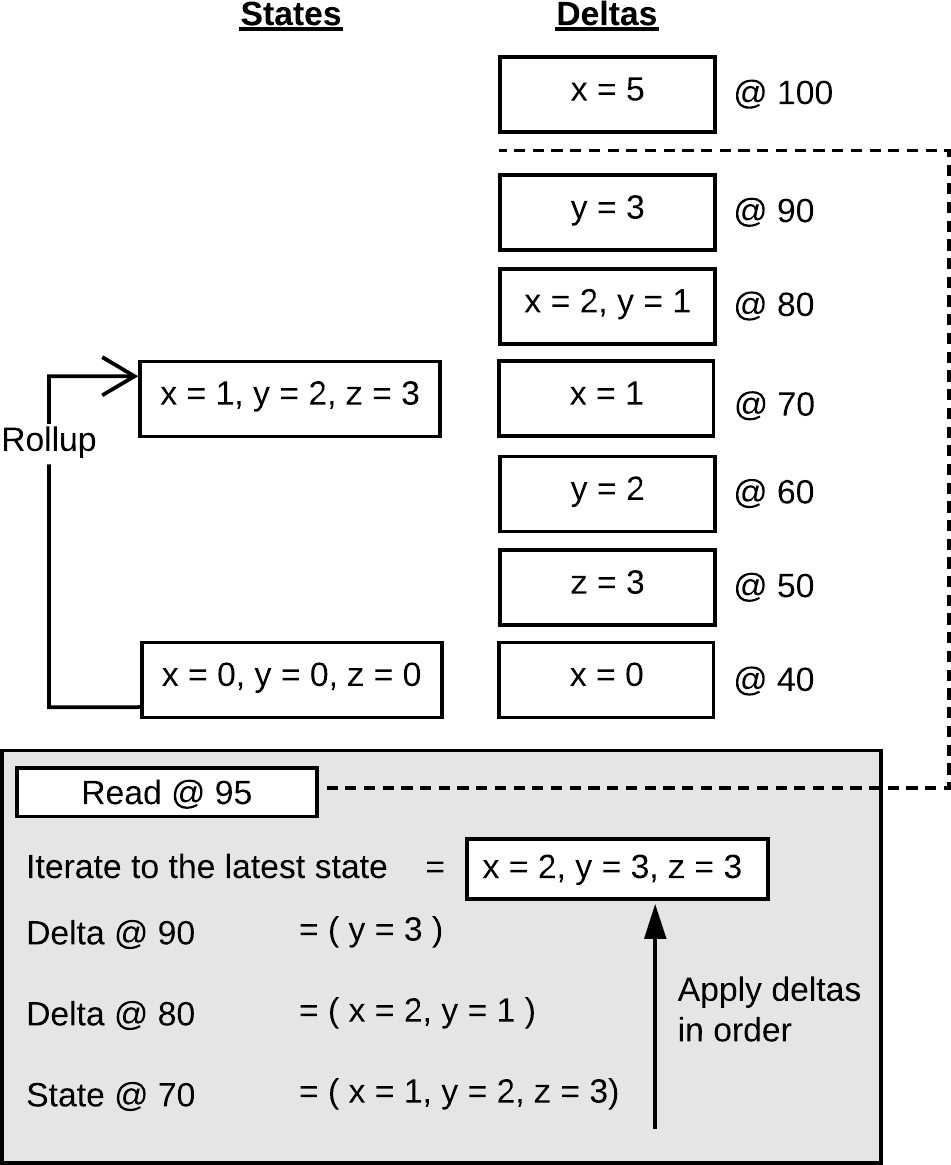 States Deltas
x = 5 @ 100
y = 3 @ 90
x = 2, y = 1 @ 80
x = 1, y = 2, z = 3 x = 1 @ 70
Rollup
y = 2 @ 60
z = 3 @ 50
x = 0, y = 0, z = 0 x = 0 @ 40
Read @ 95
Iterate to the latest state = x = 2, y = 3, z = 3
Delta @ 90 = ( y = 3 )
Apply deltas
in order
Delta @ 80 = ( x = 2, y = 1 )
State @ 70 = ( x = 1, y = 2, z = 3)